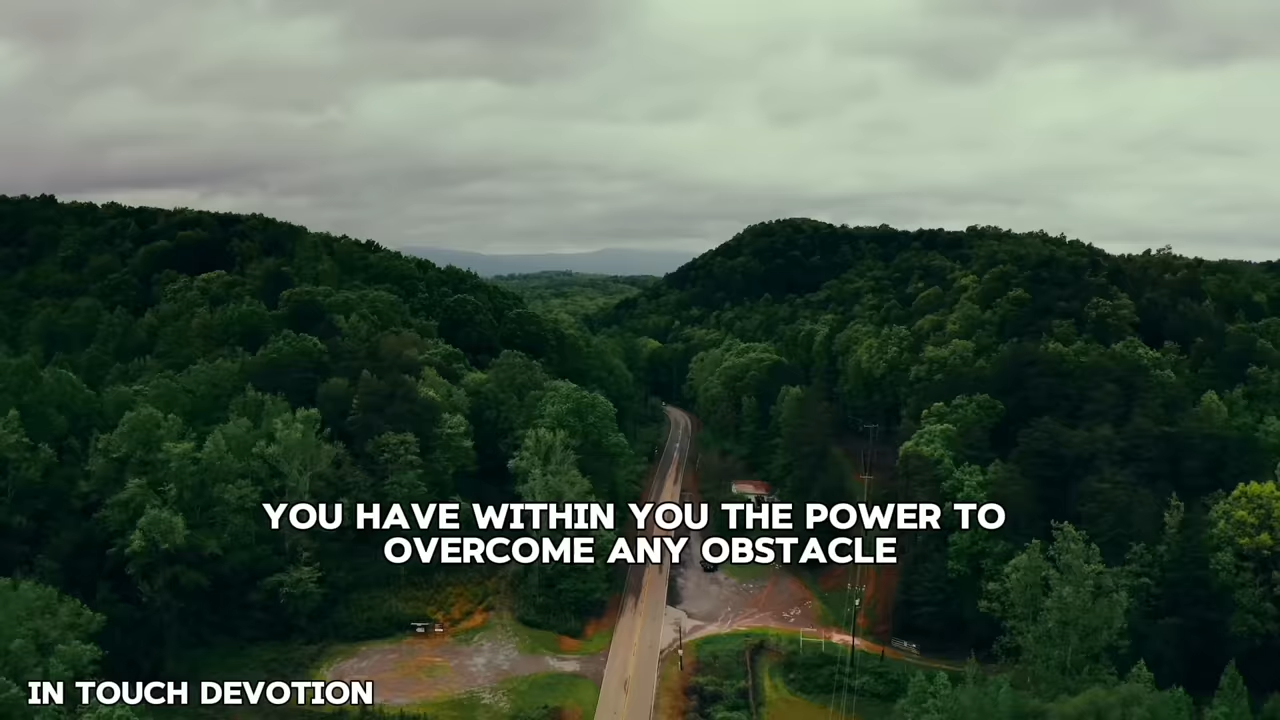 YOU HAVE WITHIN YOU THE POWER TO
OVERCOME ANY OBSTACLE
IN TOUCH DEVOTION